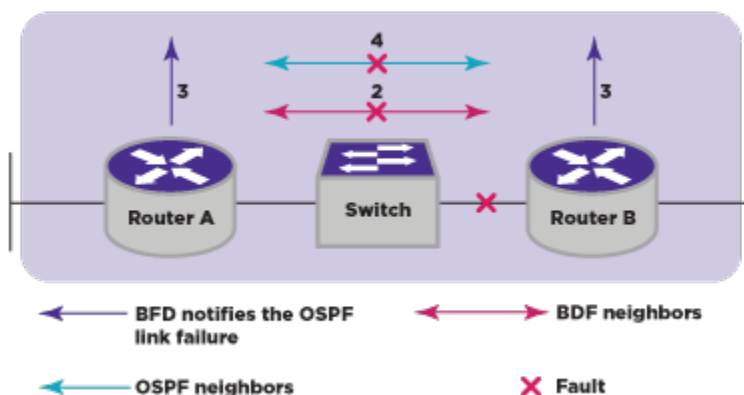 4
3
2
3
Router A
Switch
Router B
BFD notifies the OSPF
link failure
BDF neighbors
OSPF neighbors
Fault